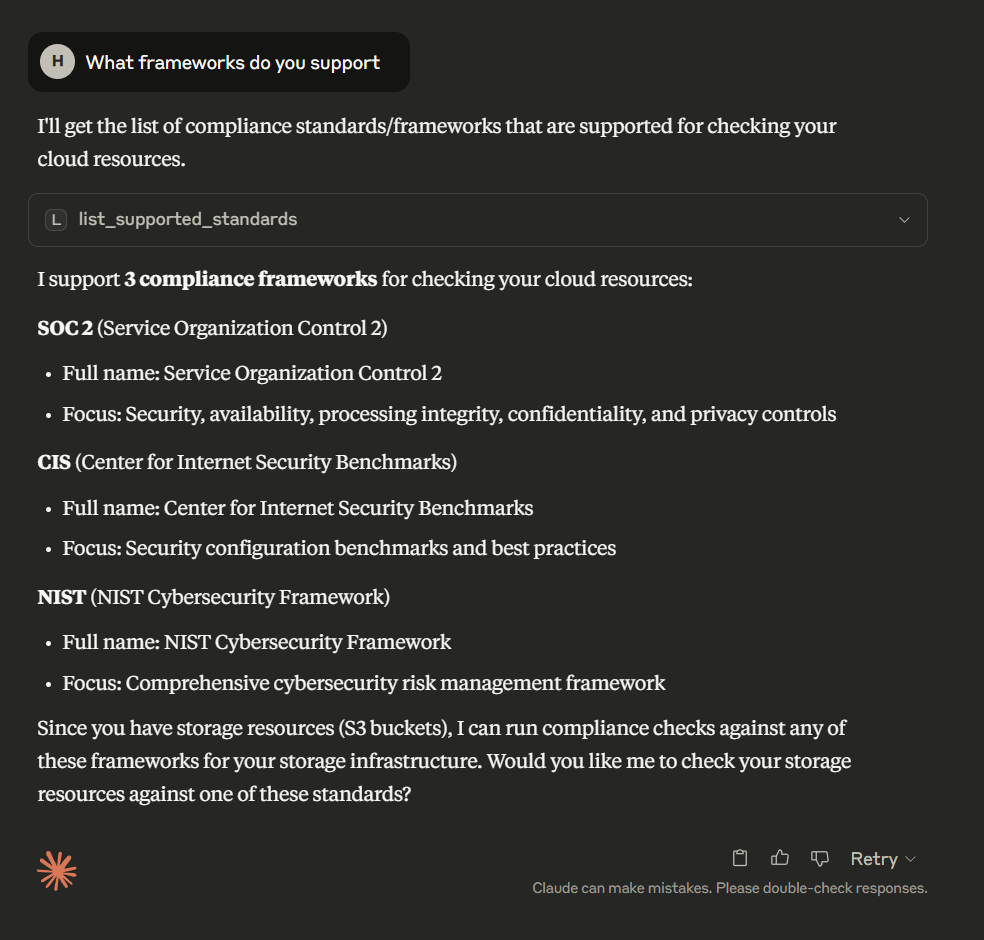 H What frameworks do you support
I'll get the list of compliance standards/frameworks that are supported for checking your
cloud resources.
L list_supported_standards
I support 3 compliance frameworks for checking your cloud resources:
SOC 2 (Service Organization Control 2)
• Full name: Service Organization Control 2
• Focus: Security, availability, processing integrity, confidentiality, and privacy controls
CIS (Center for Internet Security Benchmarks)
• Full name: Center for Internet Security Benchmarks
• Focus: Security configuration benchmarks and best practices
NIST (NIST Cybersecurity Framework)
• Full name: NIST Cybersecurity Framework
• Focus: Comprehensive cybersecurity risk management framework
Since you have storage resources (S3 buckets), I can run compliance checks against any of
these frameworks for your storage infrastructure. Would you like me to check your storage
resources against one of these standards?
Retry
Claude can make mistakes. Please double-check responses.